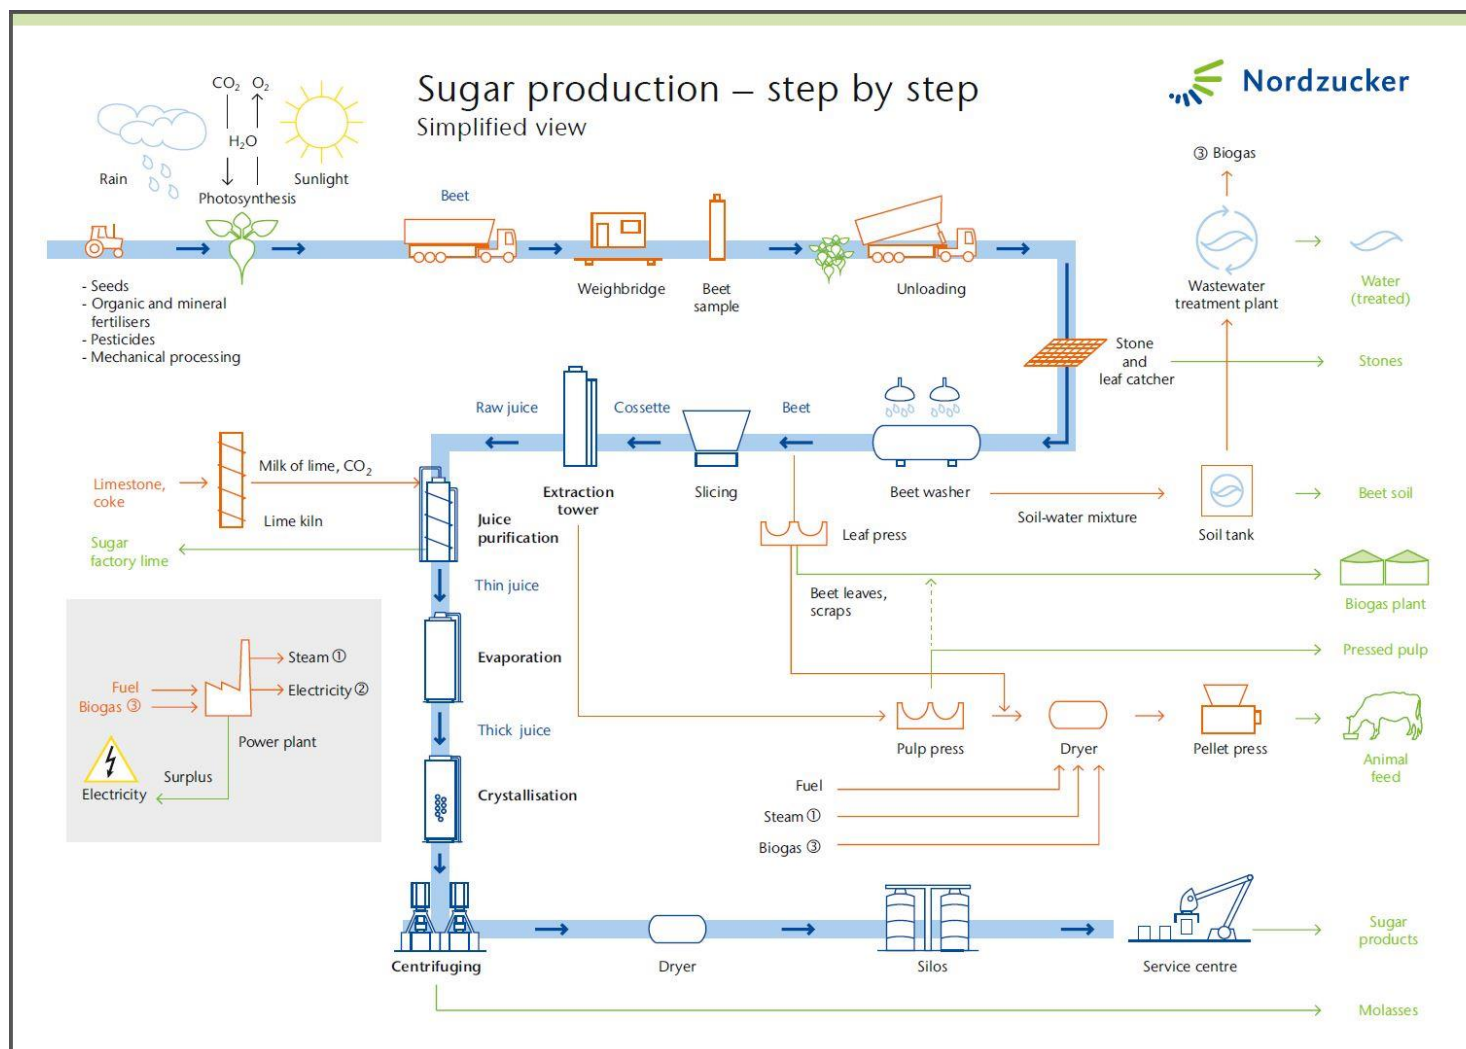 Sugar production – step by step
Simplified view
Nordzucker
CO₂ O₂
H₂O
Rain
Sunlight
Photosynthesis
Beet
③ Biogas
- Seeds
- Organic and mineral
fertilisers
- Pesticides
- Mechanical processing
Weighbridge
Beet
sample
Unloading
Wastewater
treatment plant
Water
(treated)
Stone
and
leaf catcher
Stones
Raw juice
Cossette
Beet
Limestone,
coke
Milk of lime, CO₂
Lime kiln
Sugar
factory lime
Juice
purification
Extraction
tower
Slicing
Beet washer
Soil-water mixture
Soil tank
Beet soil
Leaf press
Beet leaves,
scraps
Biogas plant
Thin juice
Pressed pulp
Evaporation
Steam ①
Fuel
Electricity ②
Biogas ③
Power plant
Surplus
Electricity
Thick juice
Pulp press
Dryer
Pellet press
Animal
feed
Crystallisation
Fuel
Steam ①
Biogas ③
Centrifuging
Dryer
Silos
Service centre
Sugar
products
Molasses